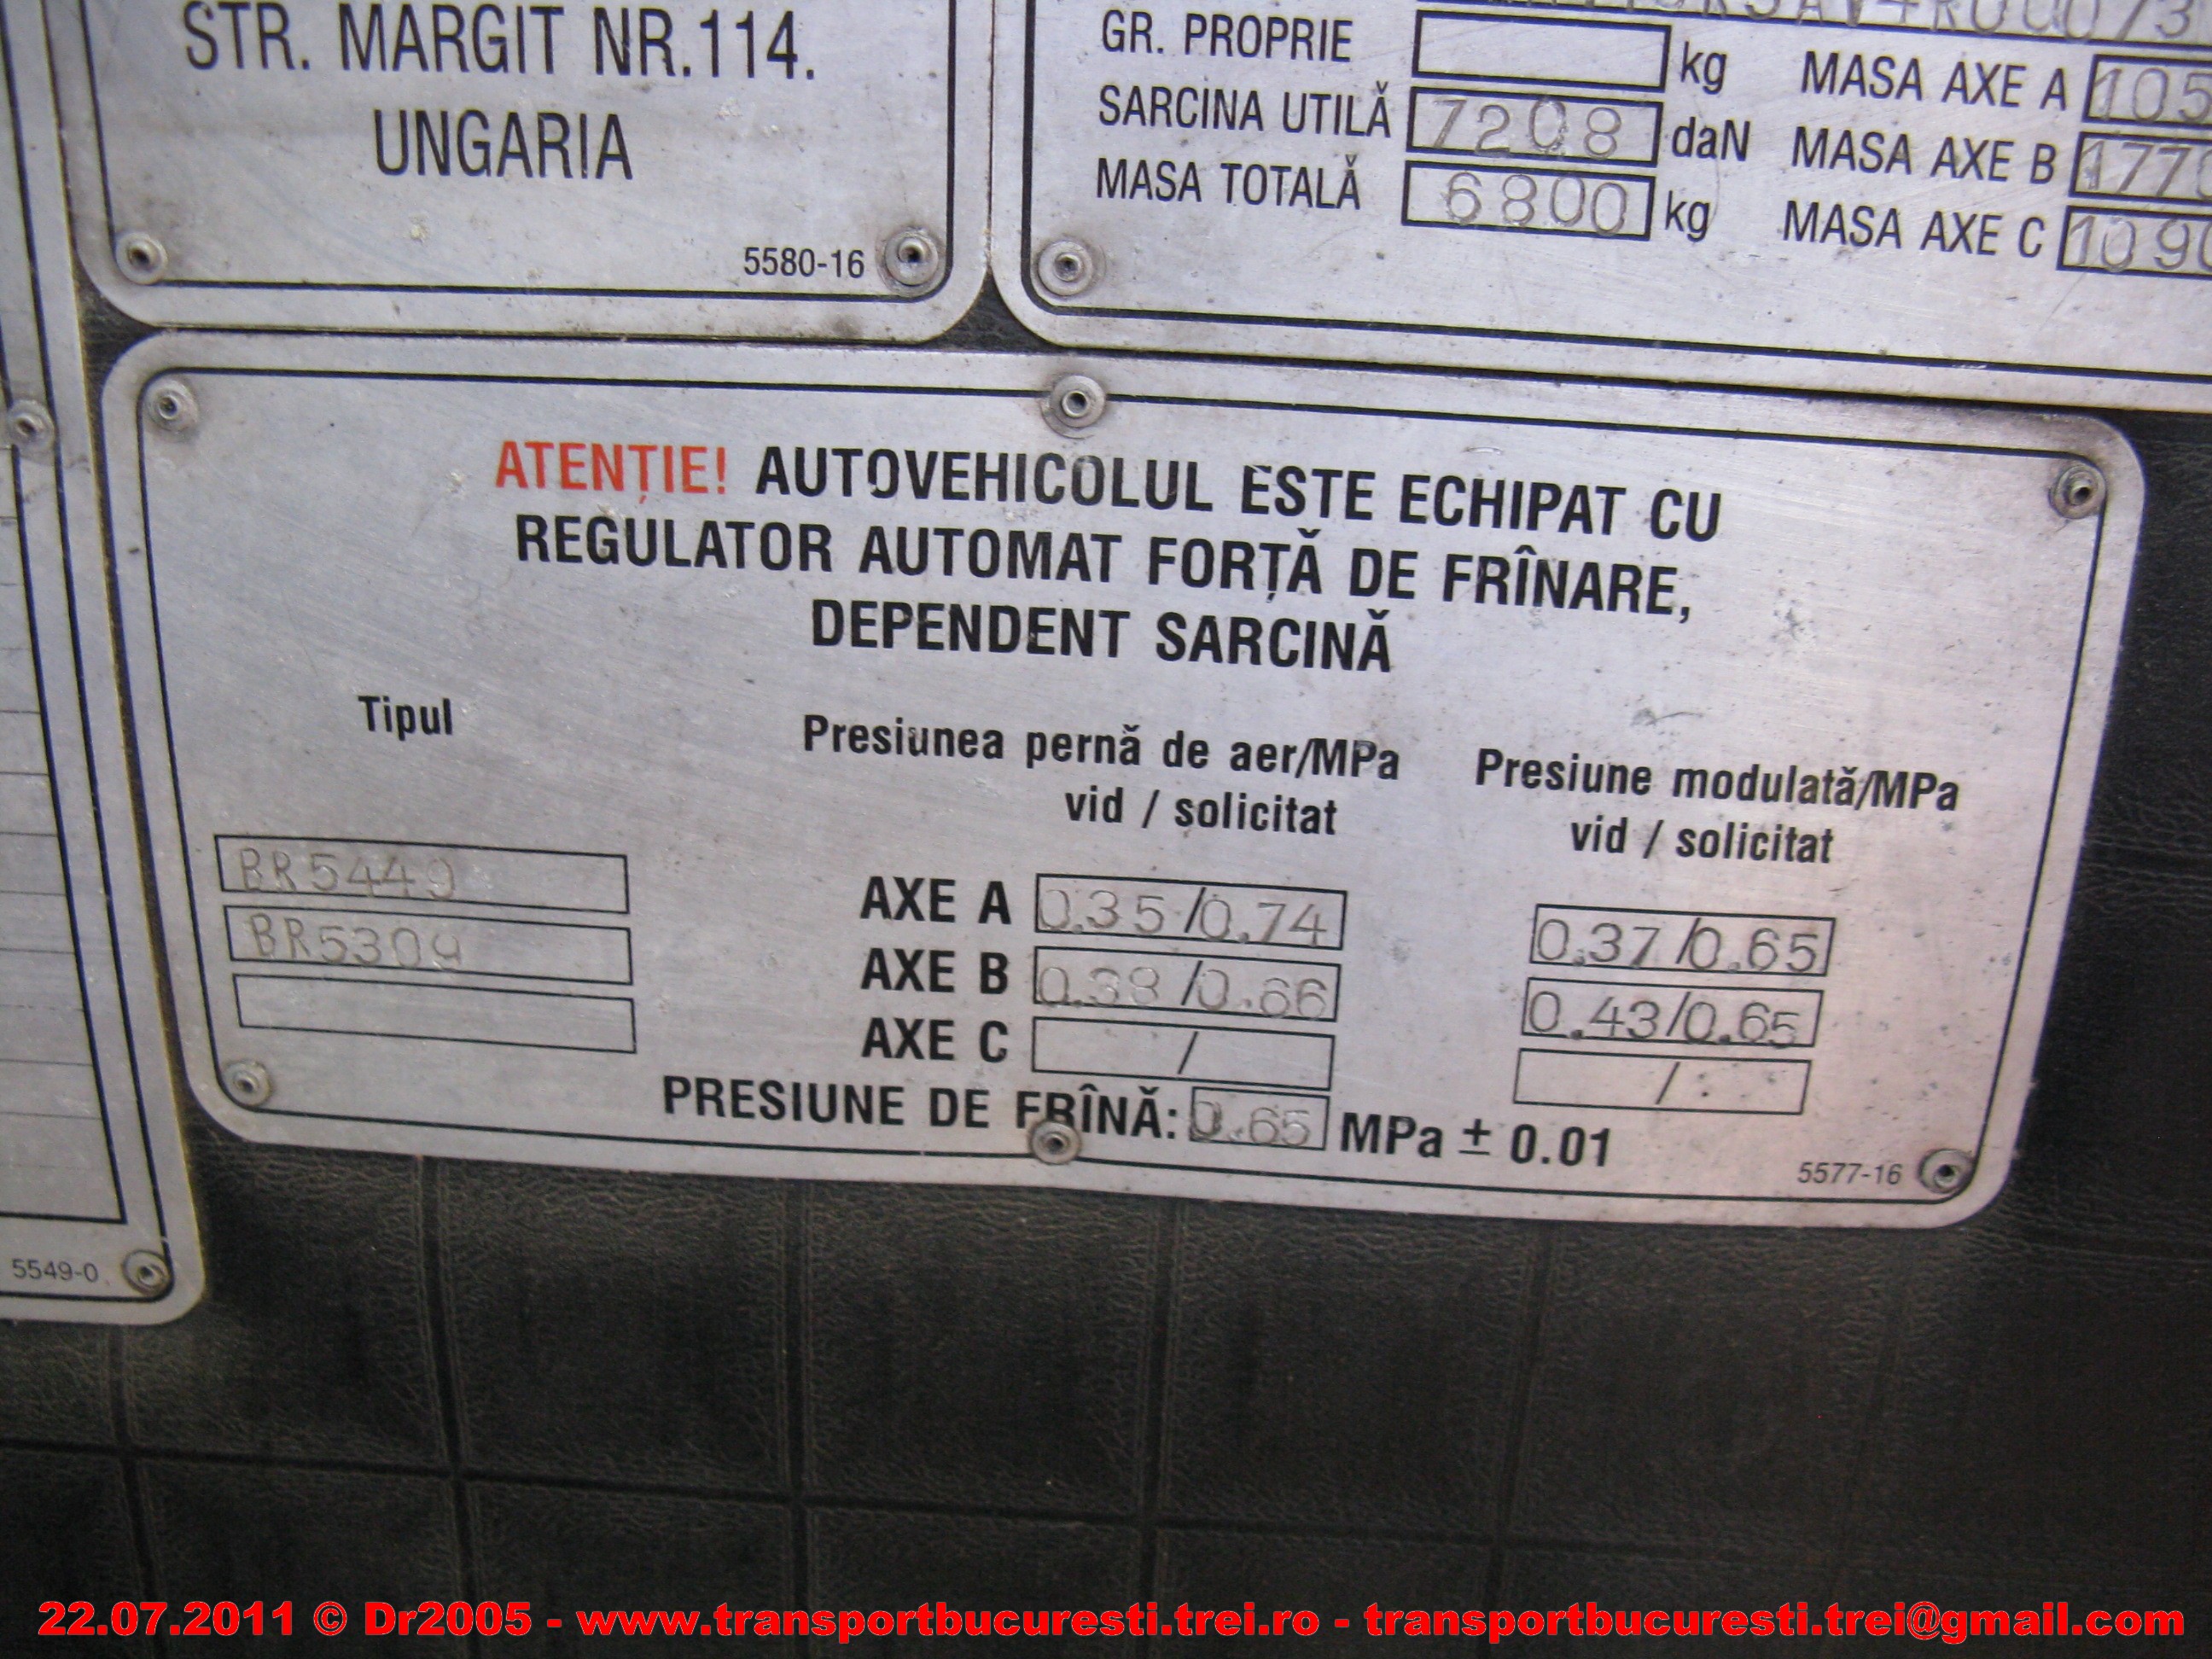 STR. MARGIT NR.114.
UNGARIA
5580-16
GR. PROPRIE kg
SARCINA UTILĂ 7208 daN
MASA TOTALĂ 6800 kg
MASA AXE A 105
MASA AXE B 177
MASA AXE C 109
ATENȚIE! AUTOVEHICOLUL ESTE ECHIPAT CU
REGULATOR AUTOMAT FORȚĂ DE FRÎNARE,
DEPENDENT SARCINĂ
Tipul Presiunea pernă de aer/MPa Presiune modulată/MPa
vid / solicitat vid / solicitat
BR5449 AXE A 0.35/0.74 0.37/0.65
BR5309 AXE B 0.38/0.66 0.43/0.65
AXE C / /
PRESIUNE DE FRÎNĂ: 0.65 MPa ± 0.01
5577-16
5549-0
22.07.2011 © Dr2005 - www.transportbucuresti.trei.ro - transportbucuresti.trei@gmail.com